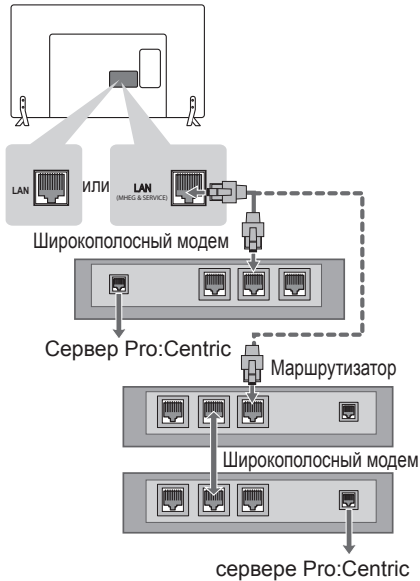 LAN
или
LAN
(MHEG & SERVICE)
Широкополосный модем
Сервер Pro:Centric
Маршрутизатор
Широкополосный модем
сервере Pro:Centric